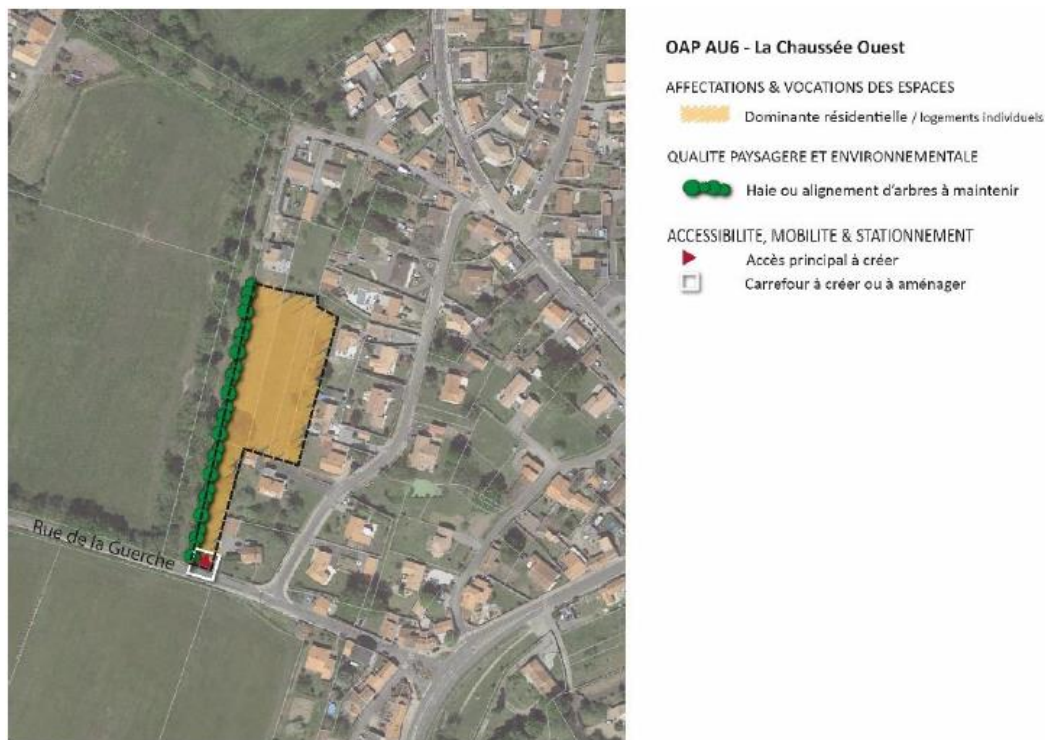 OAP AU6 - La Chaussée Ouest
AFFECTATIONS & VOCATIONS DES ESPACES
Dominante résidentielle / logements individuels
QUALITE PAYSAGERE ET ENVIRONNEMENTALE
Haie ou alignement d'arbres à maintenir
ACCESSIBILITE, MOBILITE & STATIONNEMENT
Accès principal à créer
Carrefour à créer ou à aménager
Rue de la Guerche